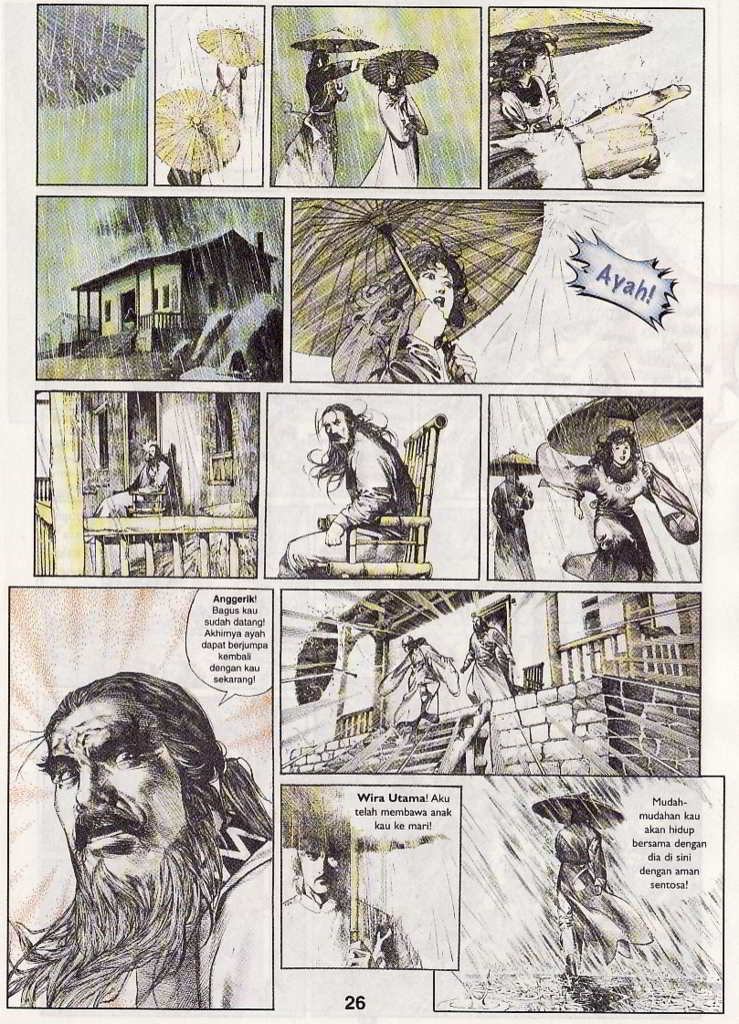 Ayah!
Anggerik!
Bagus kau
sudah datang!
Akhirnya ayah
dapat berjumpa
kembali
dengan kau
sekarang!
Wira Utama! Aku
telah membawa anak
kau ke mari!
Mudah-
mudahan kau
akan hidup
bersama dengan
dia di sini
dengan aman
sentosa!
26